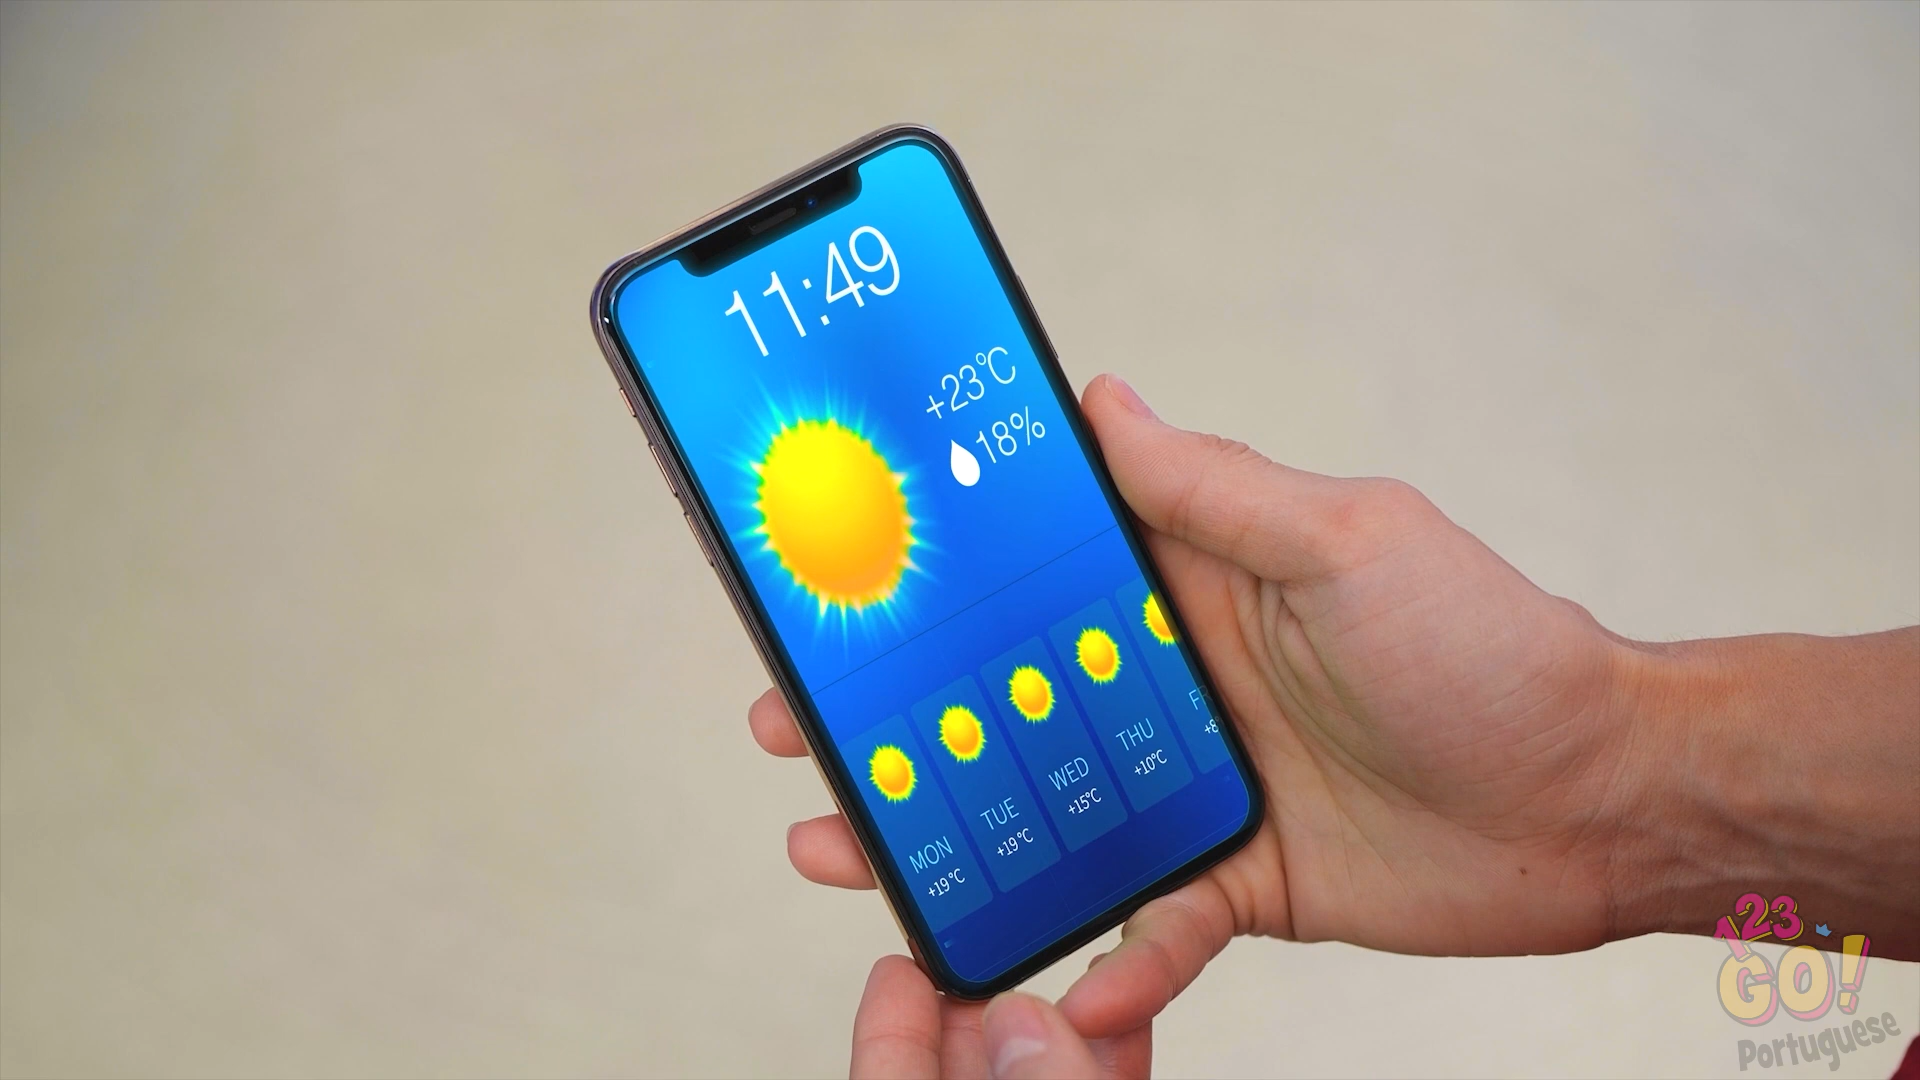 11:49
+23°C
18%
MON
+19°C
TUE
+19°C
WED
+15°C
THU
+10°C
123
GO!
Portuguese